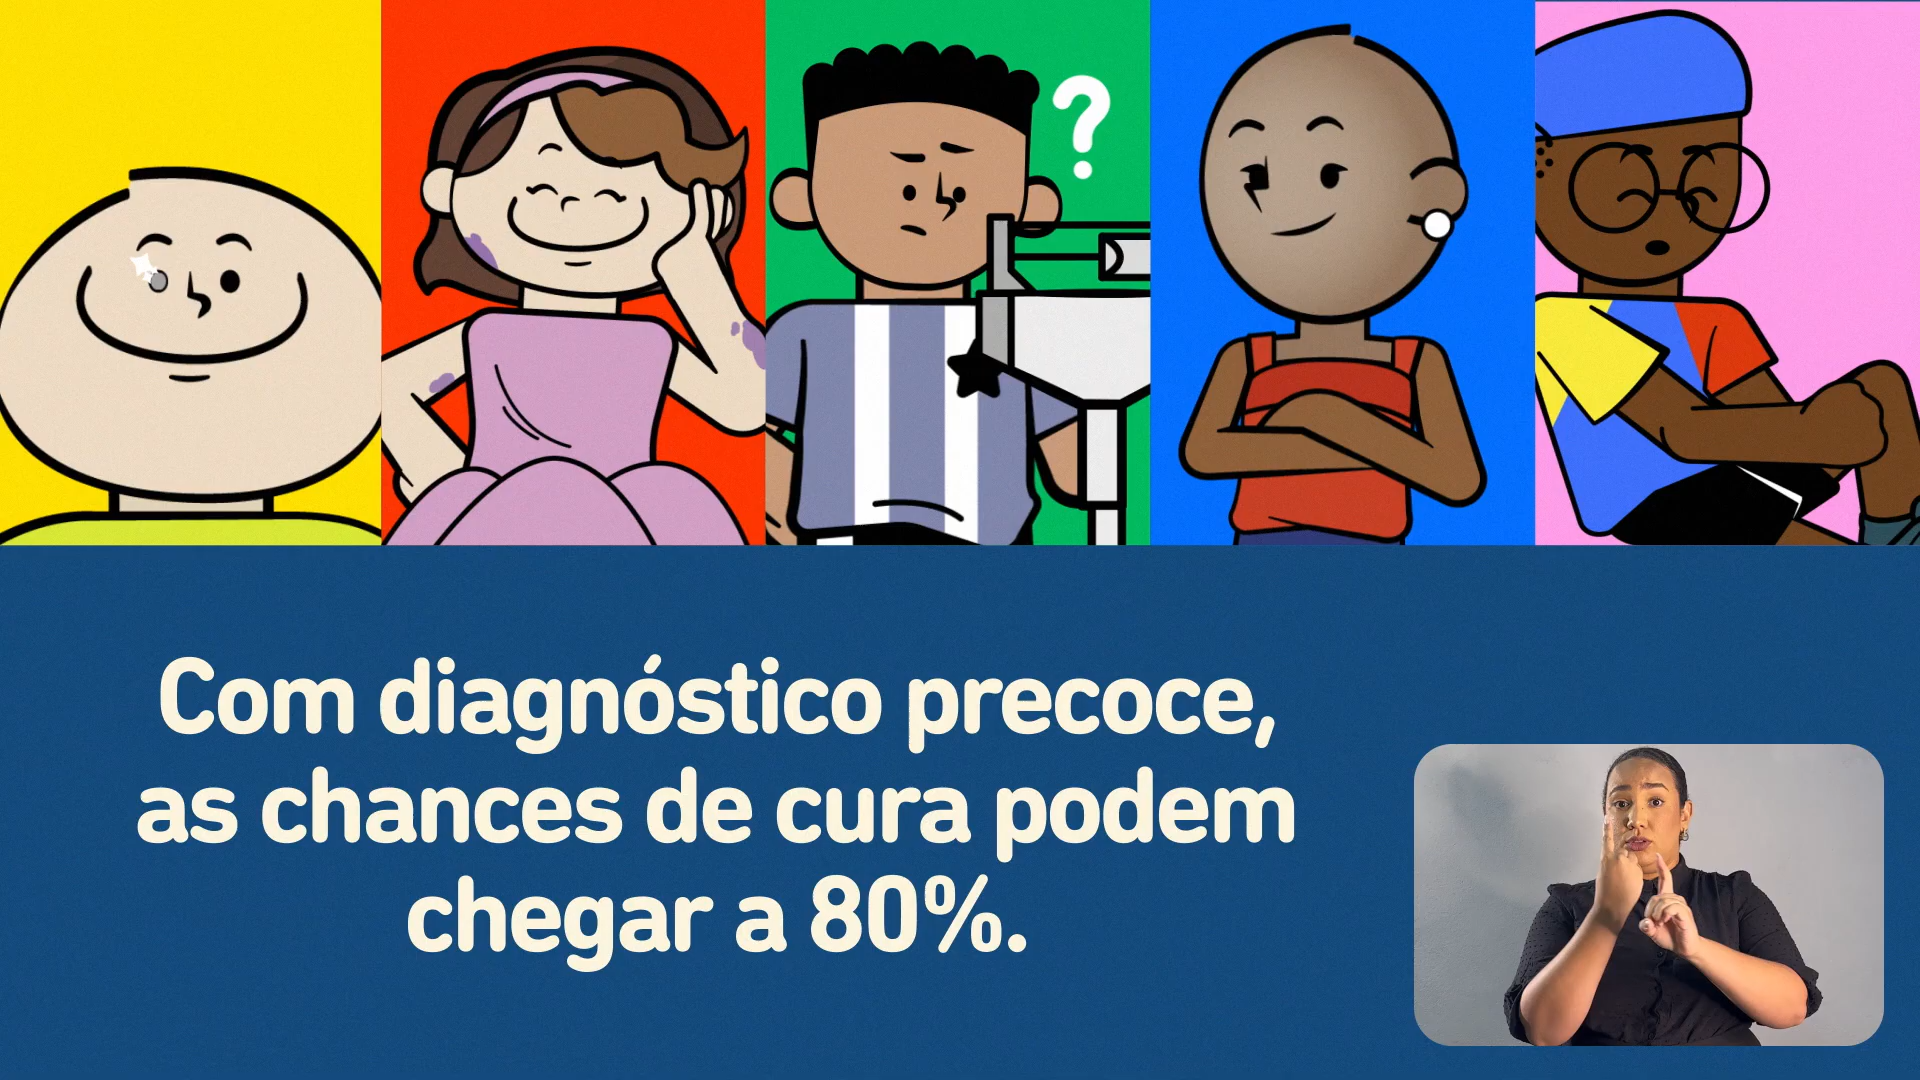 ?
Com diagnóstico precoce,
as chances de cura podem
chegar a 80%.